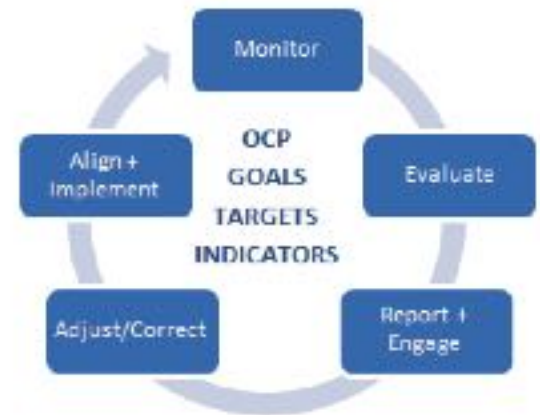 Monitor
OCP
GOALS
TARGETS
INDICATORS
Align +
Implement
Evaluate
Adjust/Correct
Report +
Engage